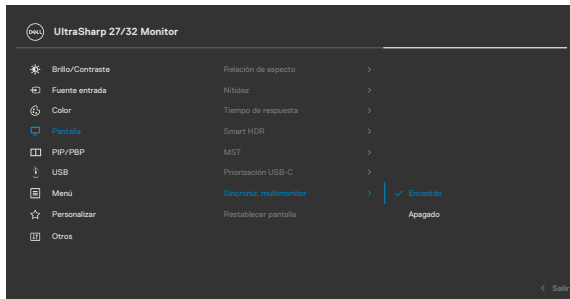 DELL UltraSharp 27/32 Monitor
Brillo/Contraste
Fuente entrada
Color
Pantalla
PIP/PBP
USB
Menú
Personalizar
Otros
Relación de aspecto
Nitidez
Tiempo de respuesta
Smart HDR
MST
Priorización USB-C
Sincroniz. multimonitor
Restablecer pantalla
Encedido
Apagado
Salir